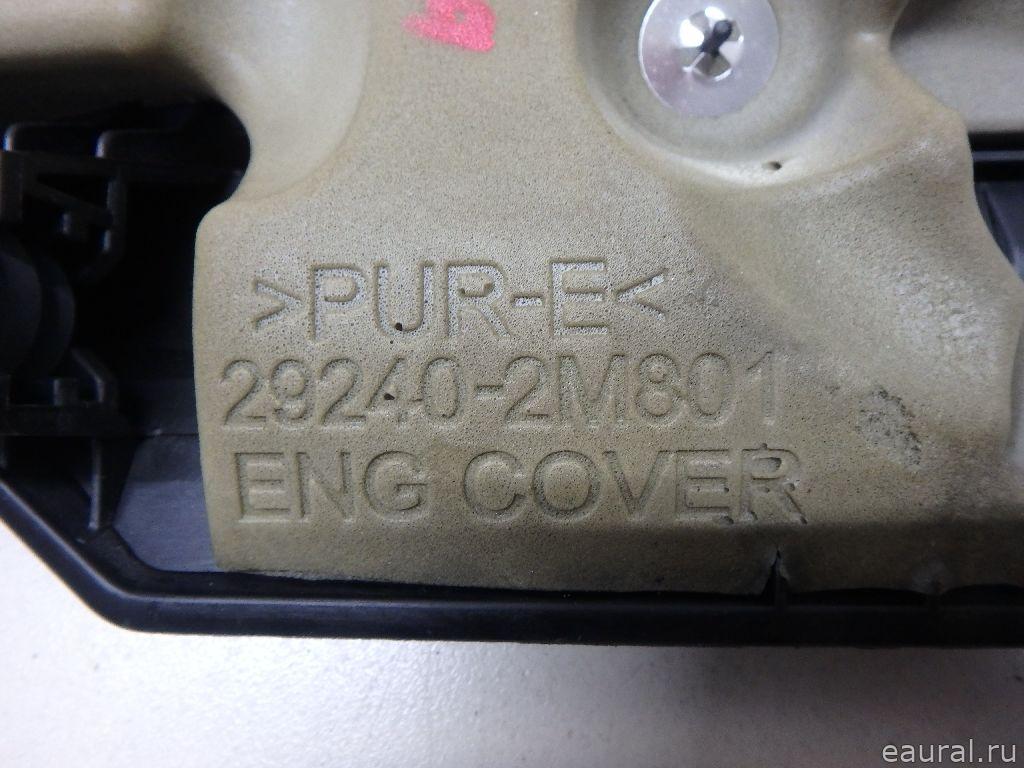 >PUR-E<
29240-2M801
ENG COVER
eaural.ru